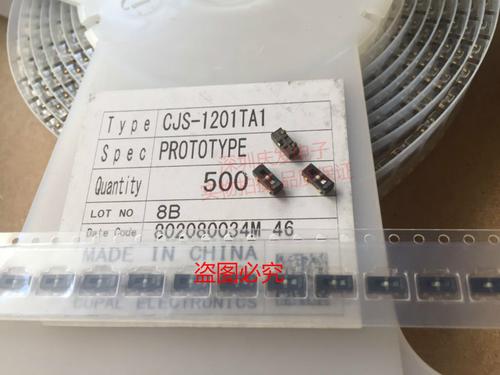 Type CJS-1201TA1
Spec PROTOTYPE
Quantity 500
LOT NO 8B
Date Code 802080034M 46
MADE IN CHINA
盗图必究
COPAL ELECTRONICS